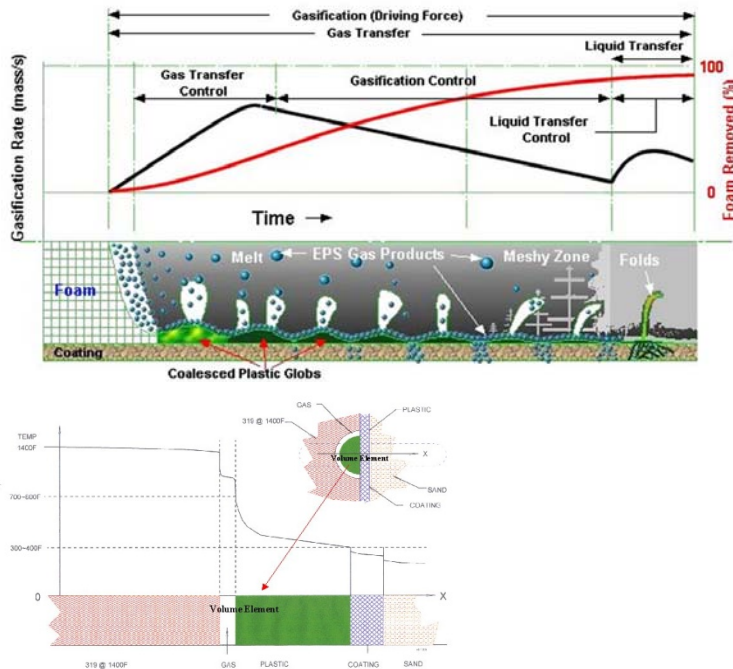 Gasification (Driving Force)
Gas Transfer
Liquid Transfer
Gas Transfer
Control
Gasification Control
Liquid Transfer
Control
100
0
Gasification Rate (mass/s)
Foam Removed (%)
Time
Melt
EPS Gas Products
Meshy Zone
Folds
Foam
Coating
Coalesced Plastic Globs
TEMP
1400F
GAS
PLASTIC
319 @ 1400F
Volume Element
X
SAND
COATING
300-400F
0
Volume Element
X
319 @ 1400F
GAS
PLASTIC
COATING
SAND